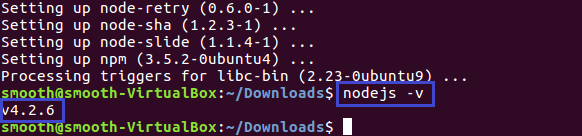 Setting up node-retry (0.6.0-1) ...
Setting up node-sha (1.2.3-1) ...
Setting up node-slide (1.1.4-1) ...
Setting up npm (3.5.2-0ubuntu4) ...
Processing triggers for libc-bin (2.23-0ubuntu9) ...
smooth@smooth-VirtualBox:~/Downloads$ nodejs -v
v4.2.6
smooth@smooth-VirtualBox:~/Downloads$